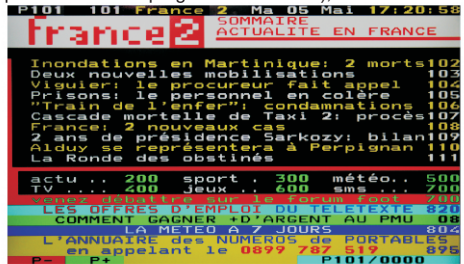 P101 101 France 2 Ma 05 Mai 17:20:58
france 2
SOMMAIRE
ACTUALITE EN FRANCE
Inondations en Martinique: 2 morts102
Deux nouvelles mobilisations 103
Viguier: le procureur fait appel 104
Prisons: le personnel en colère 105
"Train de l'enfer": condamnations 106
Cascade mortelle de Taxi 2: procès107
France: 2 nouveaux cas 108
2 ans de présidence Sarkozy: bilan109
Alduy se représentera à Perpignan 110
La Ronde des obstinés 111
actu .. 200 sport . 300 météo.. 500
TV .... 400 jeux .. 600 sms ... 700
venez débattre sur le forum foot 700
LES OFFRES D'EMPLOI DU TELETEXTE 820
COMMENT GAGNER +D'ARGENT AU PMU 08
LA METEO A 7 JOURS 804
L'ANNUAIRE des NUMEROS de PORTABLES
en appelant le 0899 787 519 895
P- P+ P101/0000